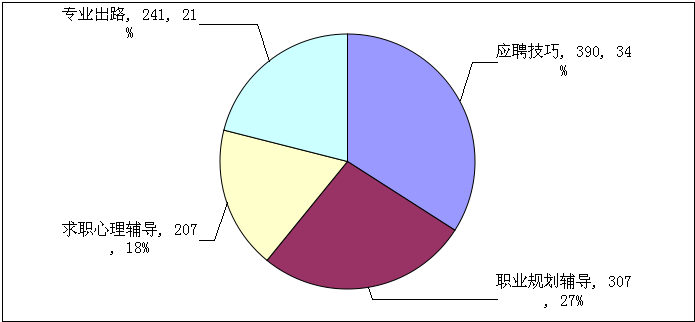 专业出路, 241, 21
%
应聘技巧, 390, 34
%
求职心理辅导, 207
, 18%
职业规划辅导, 307
, 27%